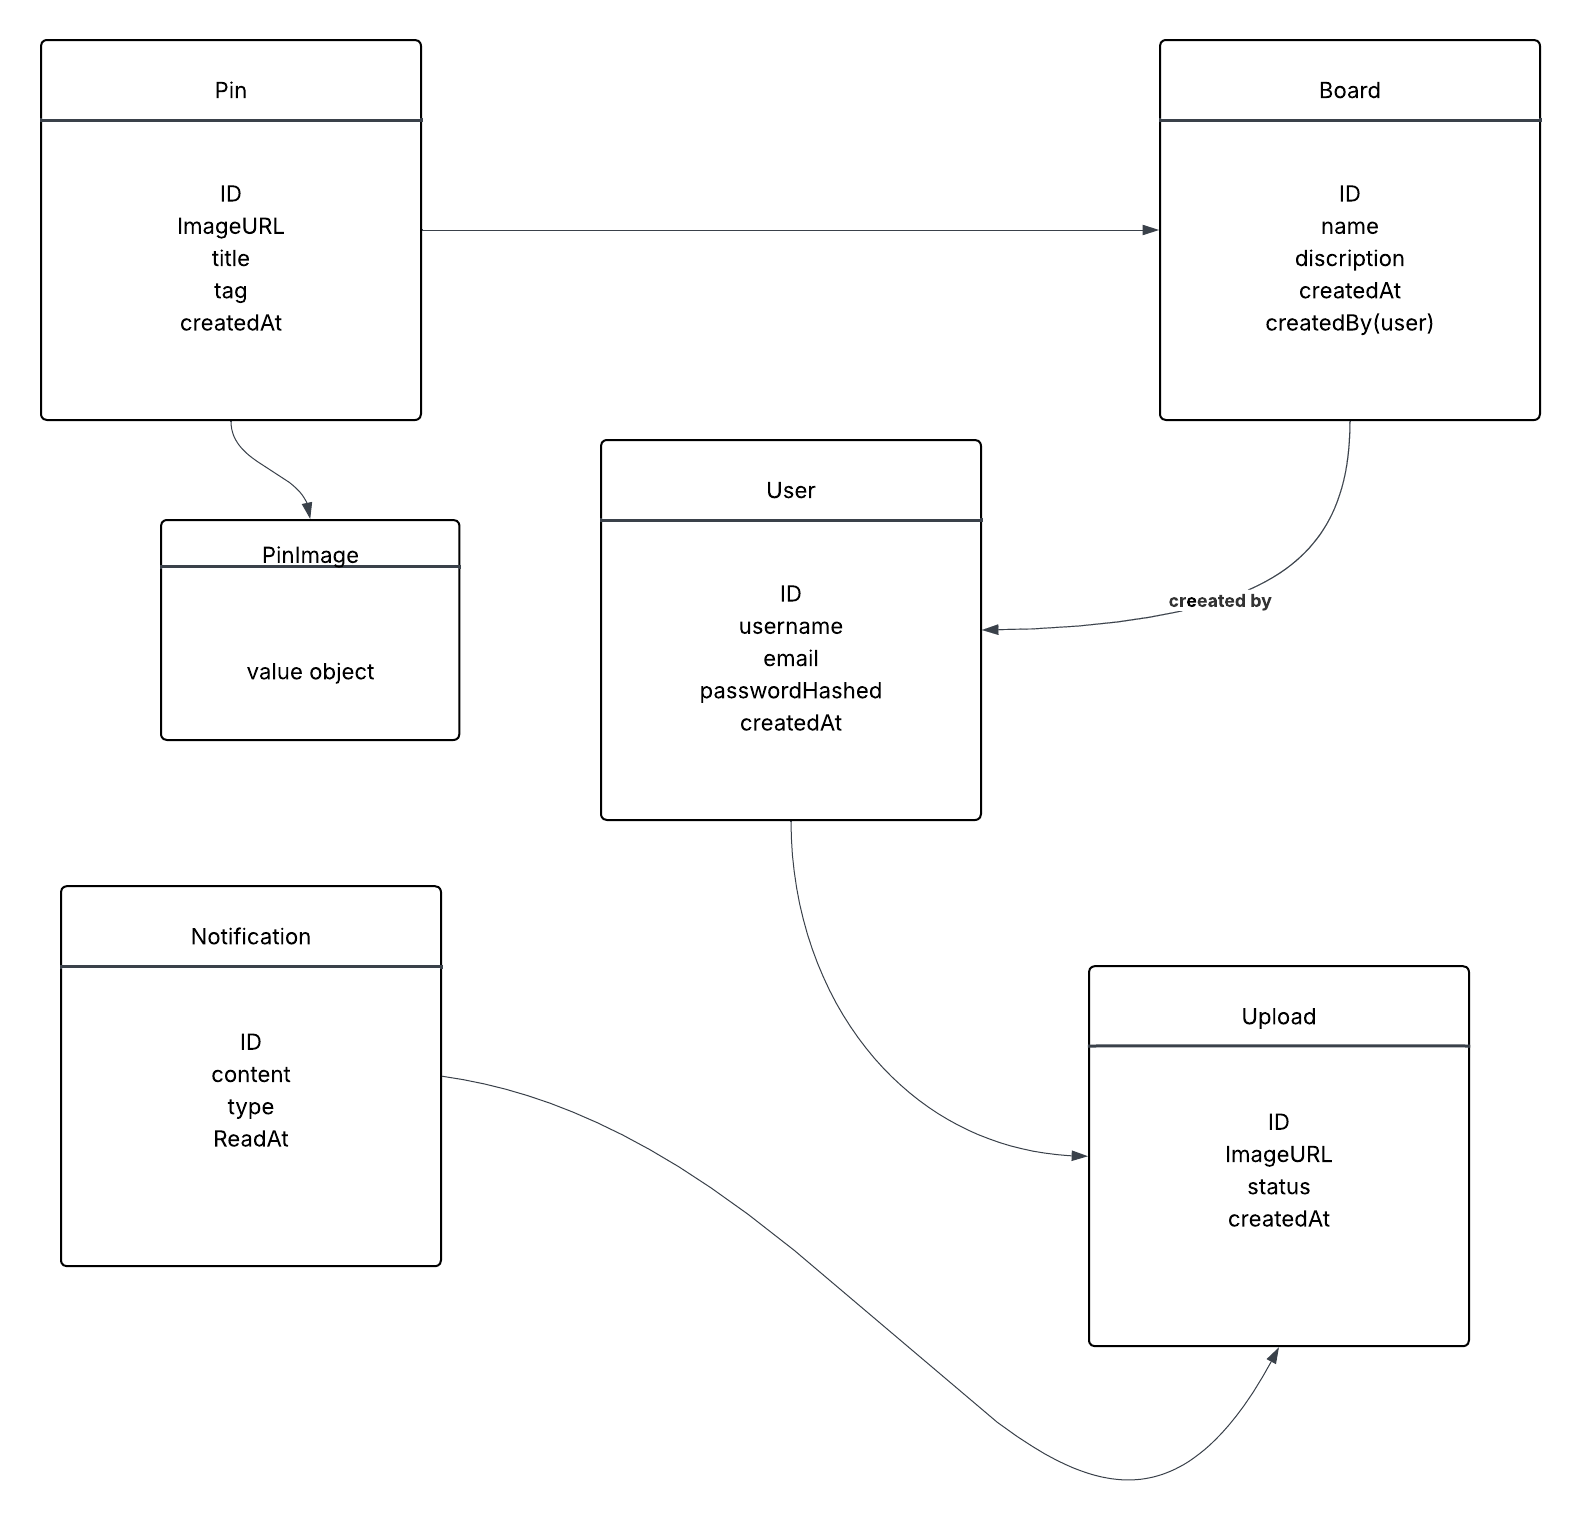 Pin
ID
ImageURL
title
tag
createdAt
Board
ID
name
discription
createdAt
createdBy(user)
User
ID
username
email
passwordHashed
createdAt
creeated by
PinImage
value object
Notification
ID
content
type
ReadAt
Upload
ID
ImageURL
status
createdAt